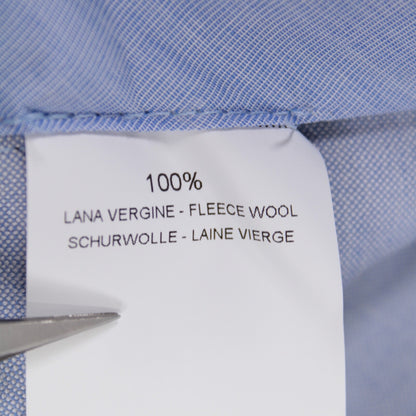 100%
LANA VERGINE - FLEECE WOOL
SCHURWOLLE - LAINE VIERGE